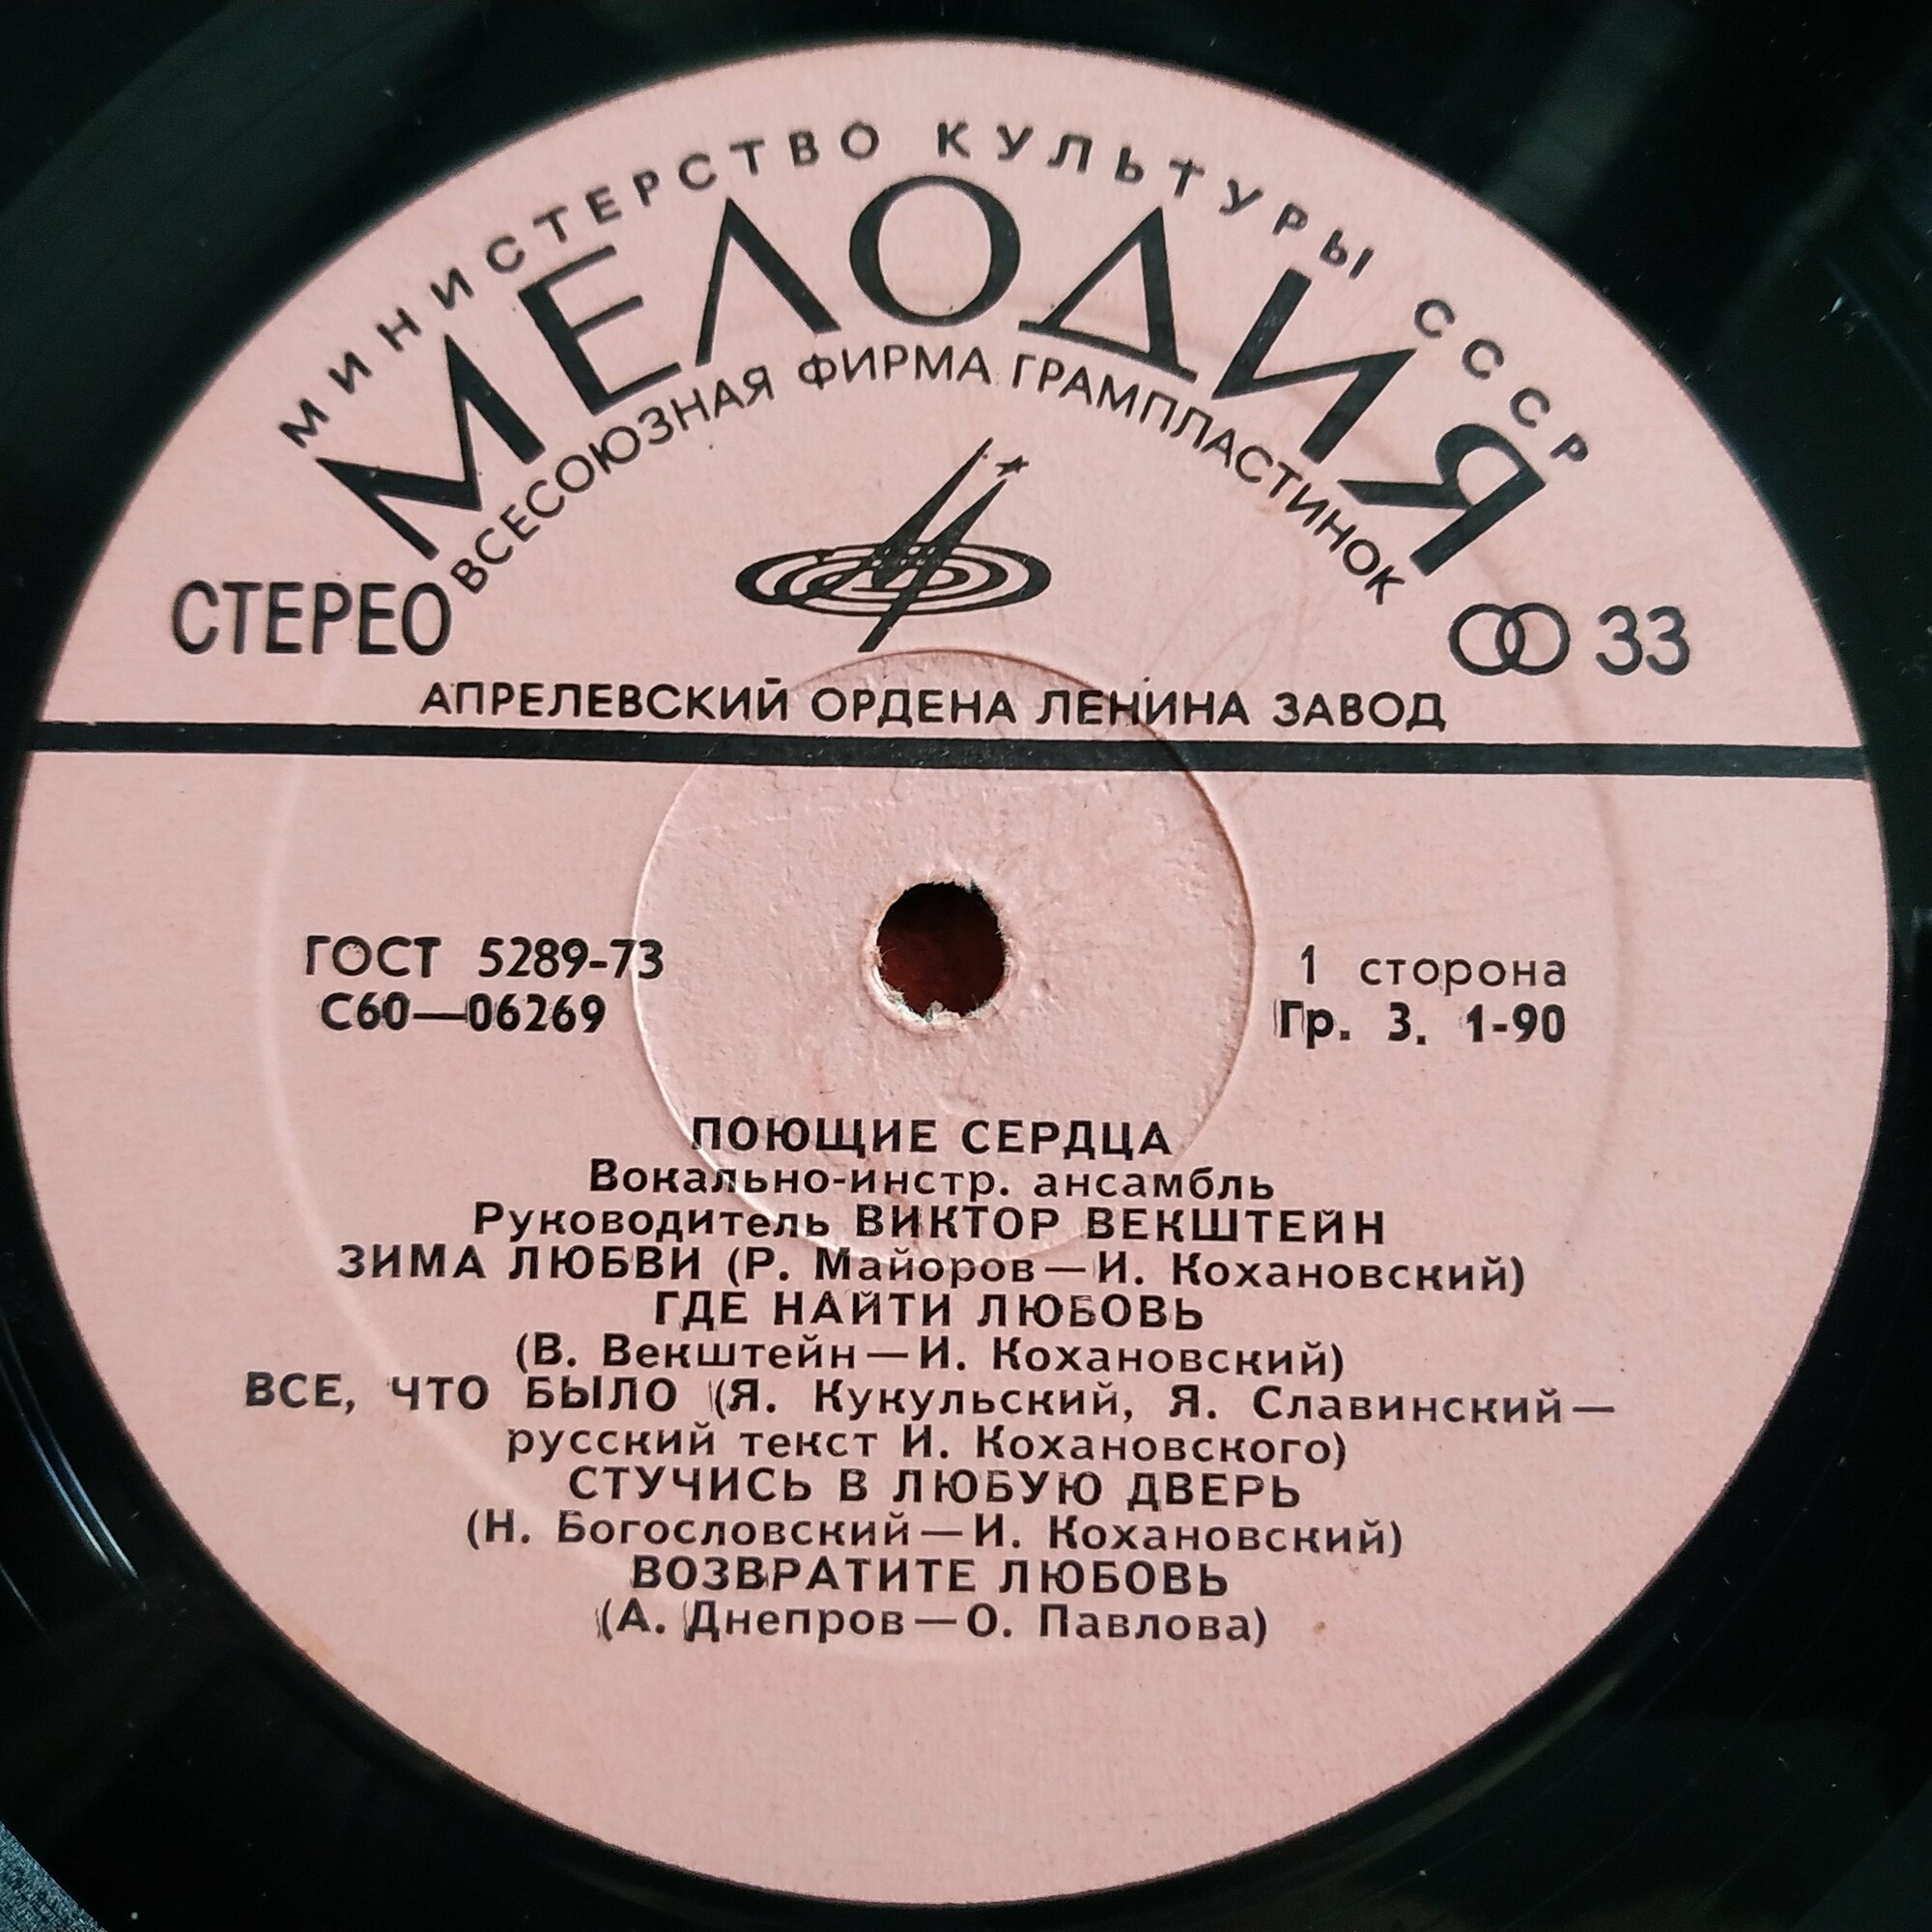 МИНИСТЕРСТВО КУЛЬТУРЫ СССР
МЕЛОДИЯ
ВСЕСОЮЗНАЯ ФИРМА ГРАМПЛАСТИНОК
СТЕРЕО
33
АПРЕЛЕВСКИЙ ОРДЕНА ЛЕНИНА ЗАВОД
ГОСТ 5289-73
С60—06269
1 сторона
Гр. 3. 1-90
ПОЮЩИЕ СЕРДЦА
Вокально-инстр. ансамбль
Руководитель ВИКТОР ВЕКШТЕЙН
ЗИМА ЛЮБВИ (Р. Майоров—И. Кохановский)
ГДЕ НАЙТИ ЛЮБОВЬ
(В. Векштейн—И. Кохановский)
ВСЕ, ЧТО БЫЛО (Я. Кукульский, Я. Славинский—
русский текст И. Кохановского)
СТУЧИСЬ В ЛЮБУЮ ДВЕРЬ
(Н. Богословский—И. Кохановский)
ВОЗВРАТИТЕ ЛЮБОВЬ
(А. Днепров—О. Павлова)